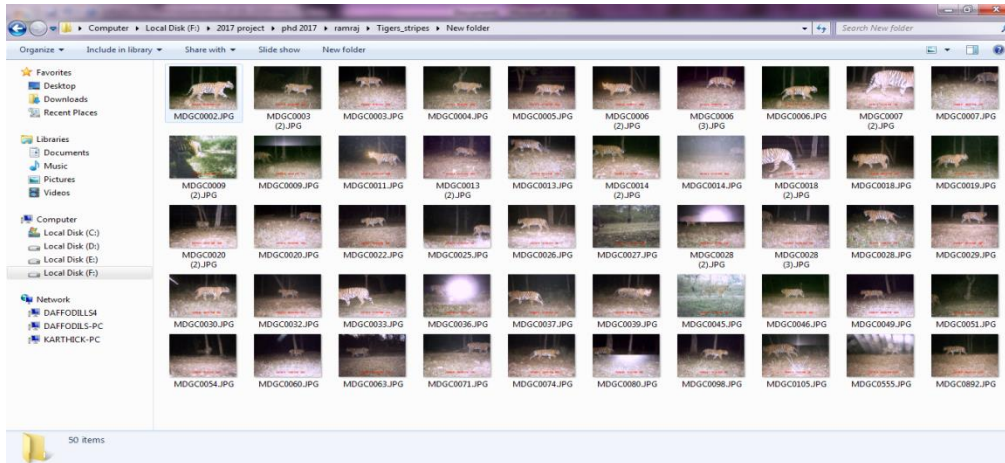 Computer ▸ Local Disk (F:) ▸ 2017 project ▸ phd 2017 ▸ ramraj ▸ Tigers_stripes ▸ New folder
Search New folder
Organize Include in library Share with Slide show New folder
Favorites
Desktop
Downloads
Recent Places
Libraries
Documents
Music
Pictures
Videos
Computer
Local Disk (C:)
Local Disk (D:)
Local Disk (E:)
Local Disk (F:)
Network
DAFFODILLS4
DAFFODILS-PC
KARTHICK-PC
MDGC0002.JPG MDGC0003 (2).JPG MDGC0003.JPG MDGC0004.JPG MDGC0005.JPG MDGC0006 (2).JPG MDGC0006 (3).JPG MDGC0006.JPG MDGC0007 (2).JPG MDGC0007.JPG
MDGC0009 (2).JPG MDGC0009.JPG MDGC0011.JPG MDGC0013 (2).JPG MDGC0013.JPG MDGC0014 (2).JPG MDGC0014.JPG MDGC0018 (2).JPG MDGC0018.JPG MDGC0019.JPG
MDGC0020 (2).JPG MDGC0020.JPG MDGC0022.JPG MDGC0025.JPG MDGC0026.JPG MDGC0027.JPG MDGC0028 (2).JPG MDGC0028 (3).JPG MDGC0028.JPG MDGC0029.JPG
MDGC0030.JPG MDGC0032.JPG MDGC0033.JPG MDGC0036.JPG MDGC0037.JPG MDGC0039.JPG MDGC0045.JPG MDGC0046.JPG MDGC0049.JPG MDGC0051.JPG
MDGC0054.JPG MDGC0060.JPG MDGC0063.JPG MDGC0071.JPG MDGC0074.JPG MDGC0080.JPG MDGC0098.JPG MDGC0105.JPG MDGC0555.JPG MDGC0892.JPG
50 items